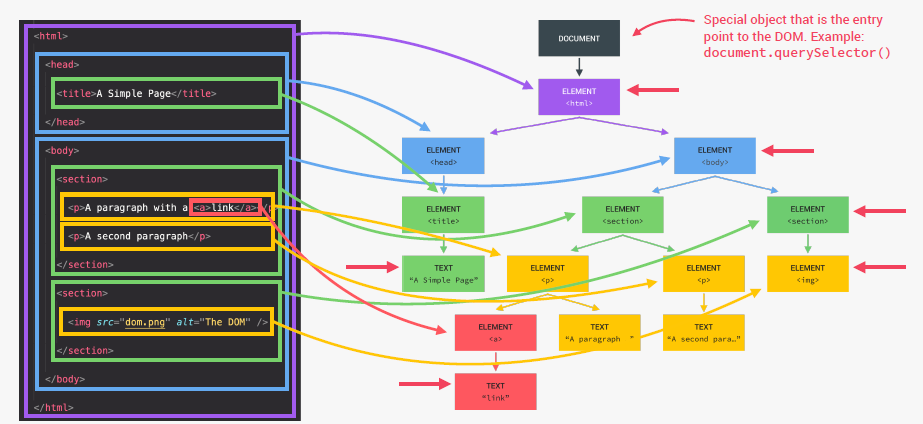 <html>
<head>
<title>A Simple Page</title>
</head>
<body>
<section>
<p>A paragraph with a <a>link</a></p
<p>A second paragraph</p>
</section>
<section>
<img src="dom.png" alt="The DOM" />
</section>
</body>
</html>
DOCUMENT
Special object that is the entry
point to the DOM. Example:
document.querySelector()
ELEMENT
<html>
ELEMENT
<head>
ELEMENT
<body>
ELEMENT
<title>
ELEMENT
<section>
ELEMENT
<section>
TEXT
“A Simple Page”
ELEMENT
<p>
ELEMENT
<p>
ELEMENT
<img>
ELEMENT
<a>
TEXT
“A paragraph ”
TEXT
“A second para…”
TEXT
“link”